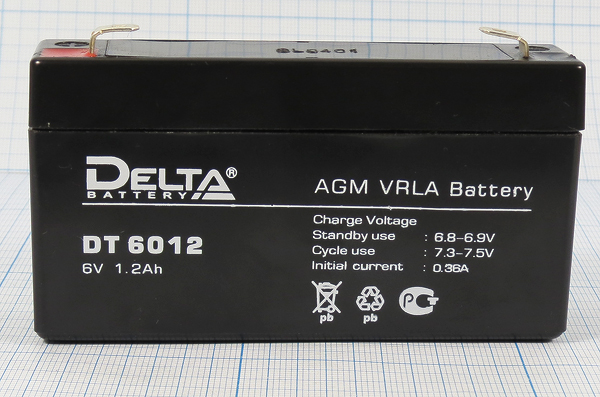 DELTA®
BATTERY
DT 6012
6V 1.2Ah
AGM VRLA Battery
Charge Voltage
Standby use : 6.8-6.9V
Cycle use : 7.3-7.5V
Initial current : 0.36A
pb pb